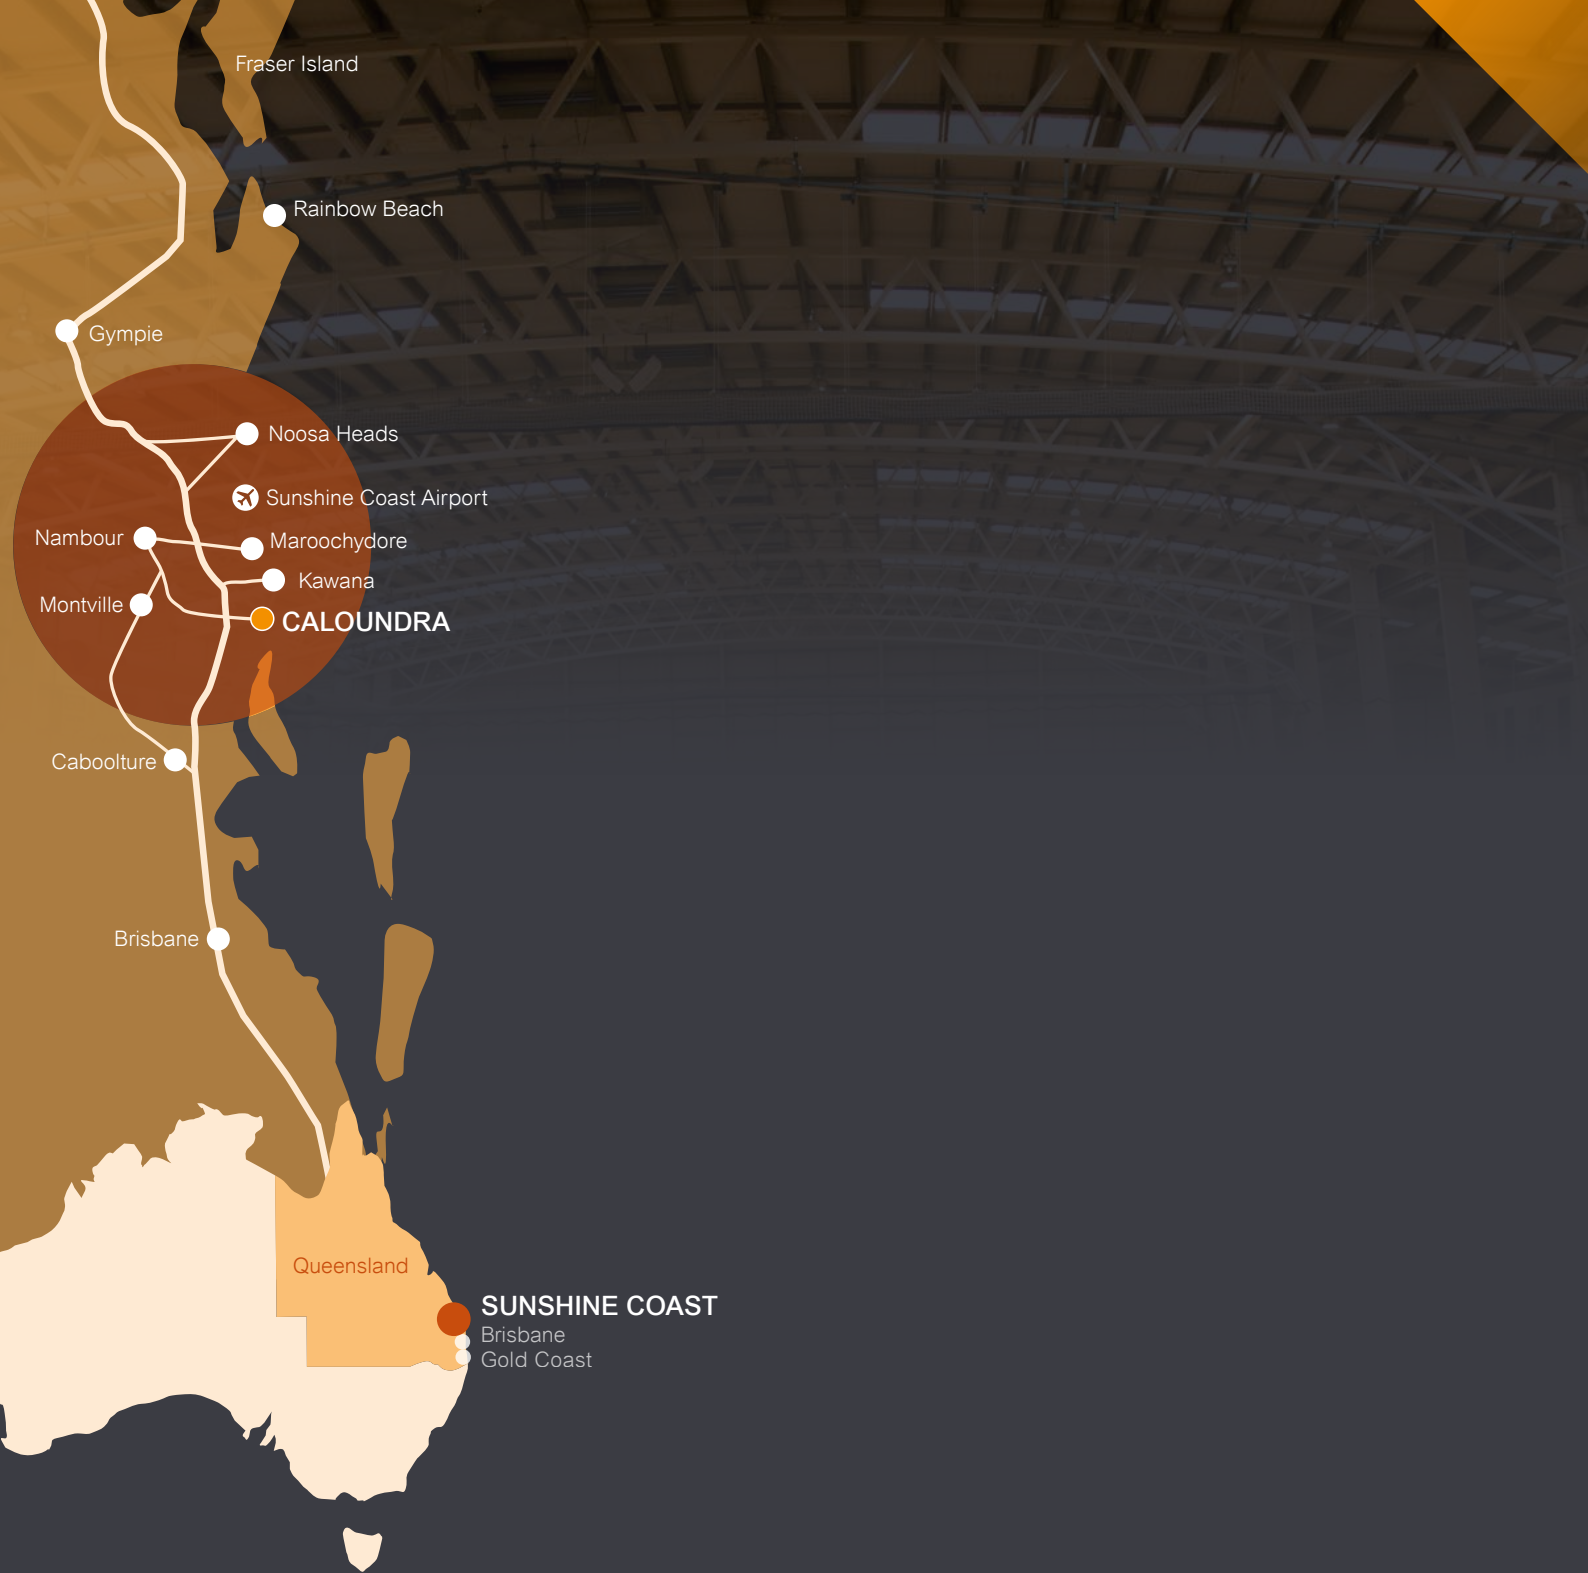 Fraser Island
Rainbow Beach
Gympie
Noosa Heads
Sunshine Coast Airport
Nambour
Maroochydore
Kawana
Montville
CALOUNDRA
Caboolture
Brisbane
Queensland
SUNSHINE COAST
Brisbane
Gold Coast